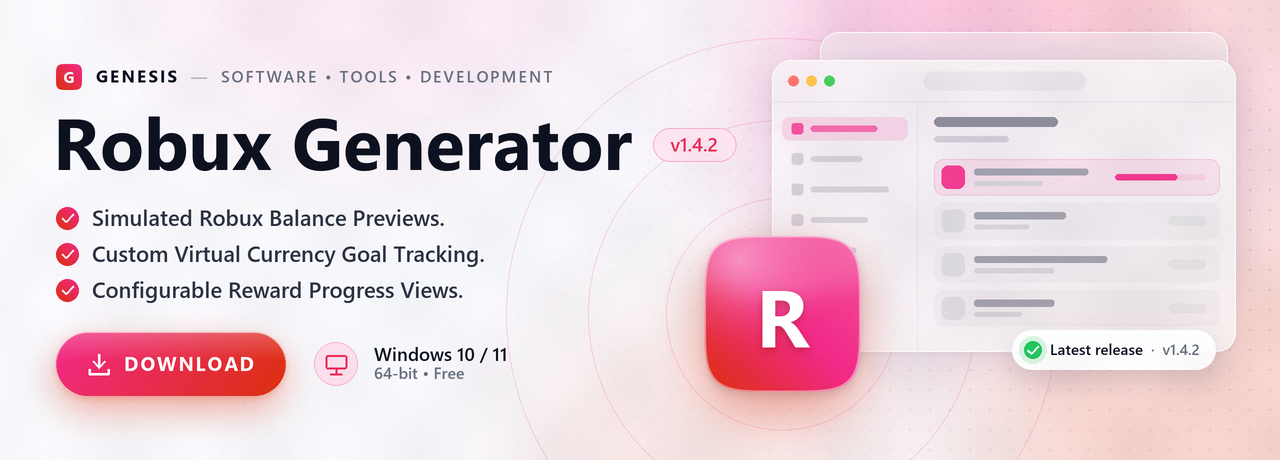 G GENESIS — SOFTWARE • TOOLS • DEVELOPMENT
Robux Generator v1.4.2
Simulated Robux Balance Previews.
Custom Virtual Currency Goal Tracking.
Configurable Reward Progress Views.
DOWNLOAD
Windows 10 / 11
64-bit • Free
R
Latest release · v1.4.2